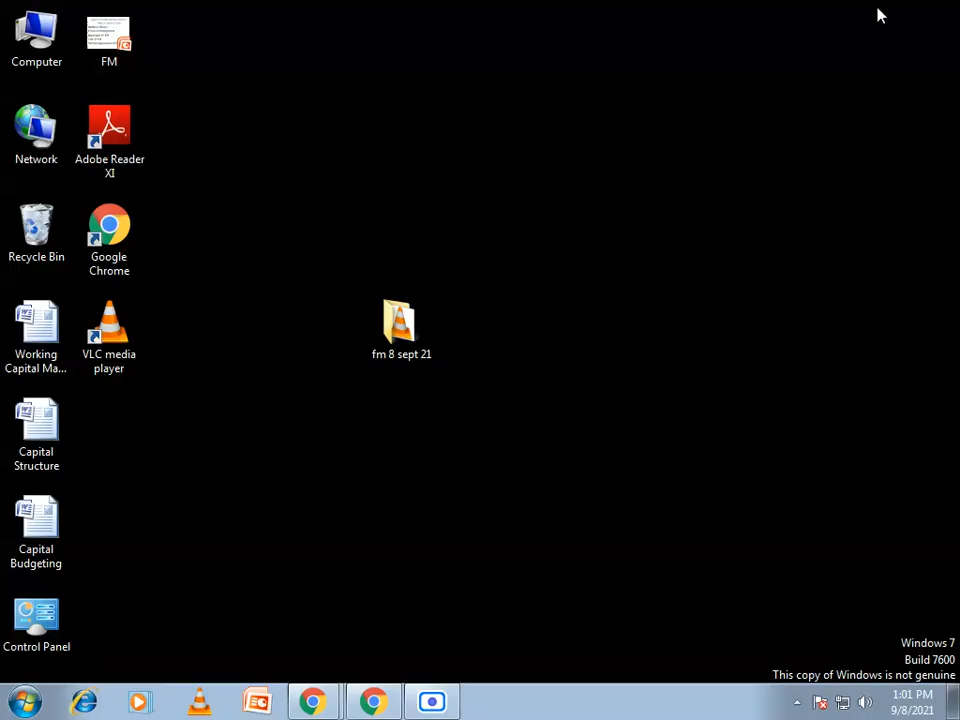 Computer
FM
Network
Adobe Reader
XI
Recycle Bin
Google
Chrome
Working
Capital Ma...
VLC media
player
fm 8 sept 21
Capital
Structure
Capital
Budgeting
Control Panel
Windows 7
Build 7600
This copy of Windows is not genuine
1:01 PM
9/8/2021